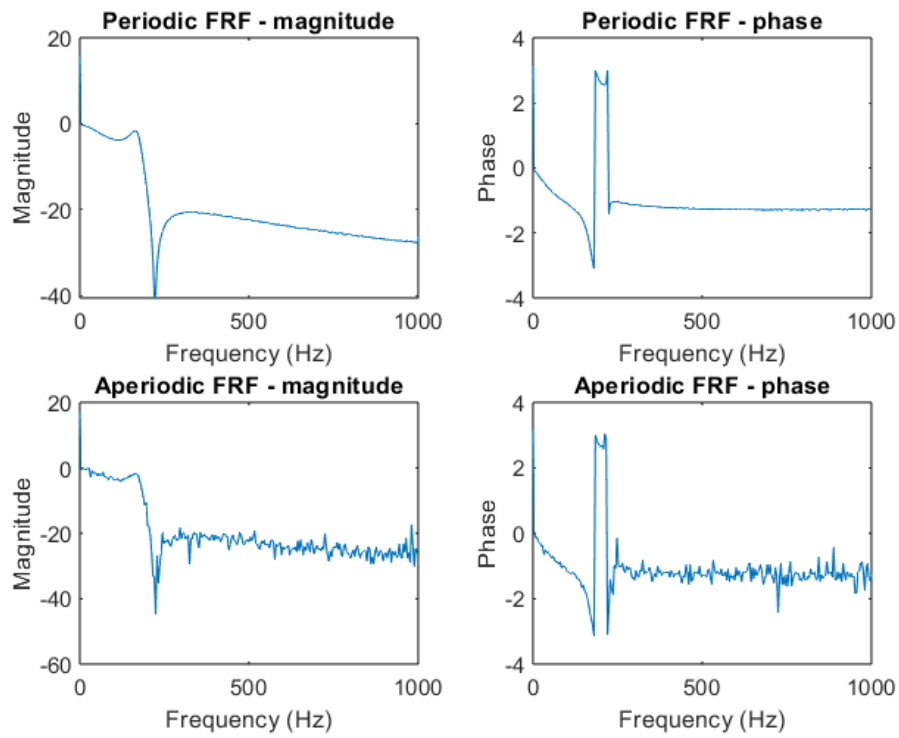 Periodic FRF - magnitude
20
0
-20
-40
Magnitude
0
500
1000
Frequency (Hz)
Periodic FRF - phase
4
2
0
-2
-4
Phase
0
500
1000
Frequency (Hz)
Aperiodic FRF - magnitude
20
0
-20
-40
-60
Magnitude
0
500
1000
Frequency (Hz)
Aperiodic FRF - phase
4
2
0
-2
-4
Phase
0
500
1000
Frequency (Hz)